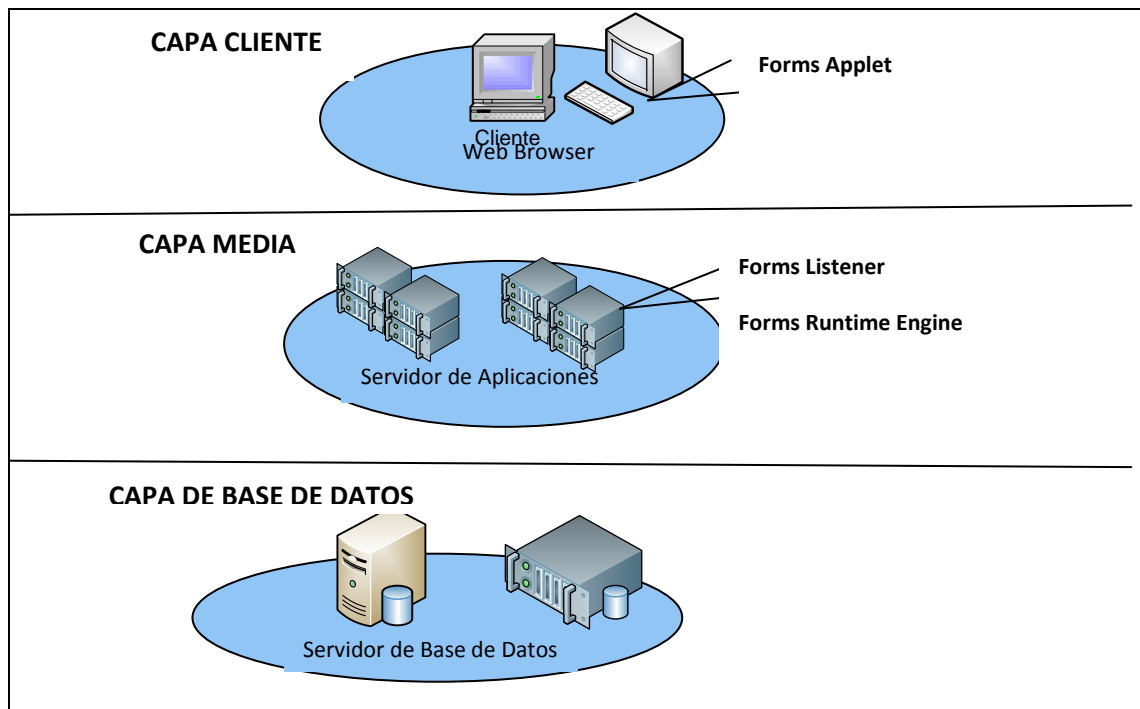 CAPA CLIENTE
Forms Applet
Cliente
Web Browser
CAPA MEDIA
Forms Listener
Forms Runtime Engine
Servidor de Aplicaciones
CAPA DE BASE DE DATOS
Servidor de Base de Datos